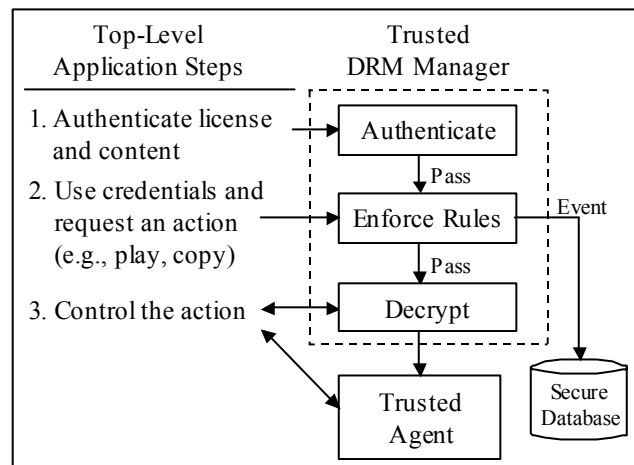 Top-Level
Application Steps
Trusted
DRM Manager
1. Authenticate license
and content
Authenticate
Pass
2. Use credentials and
request an action
(e.g., play, copy)
Enforce Rules
Event
Pass
3. Control the action
Decrypt
Trusted
Agent
Secure
Database